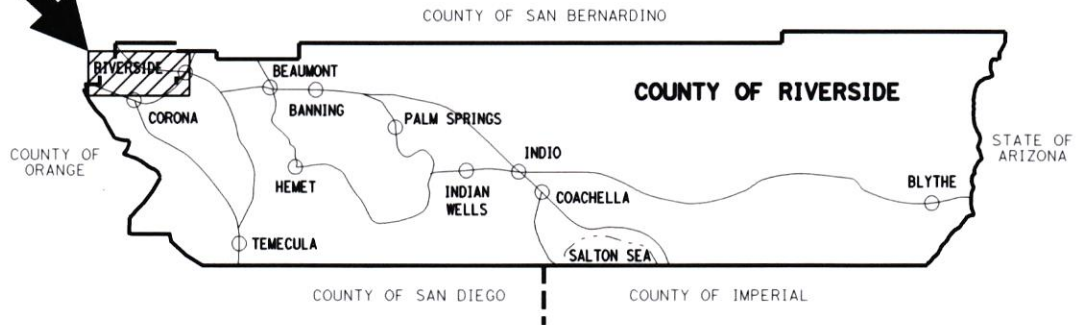 COUNTY OF SAN BERNARDINO
RIVERSIDE
BEAUMONT
BANNING
COUNTY OF RIVERSIDE
CORONA
PALM SPRINGS
STATE OF
ARIZONA
COUNTY OF
ORANGE
INDIO
HEMET
INDIAN
WELLS
COACHELLA
BLYTHE
TEMECULA
SALTON SEA
COUNTY OF SAN DIEGO
COUNTY OF IMPERIAL